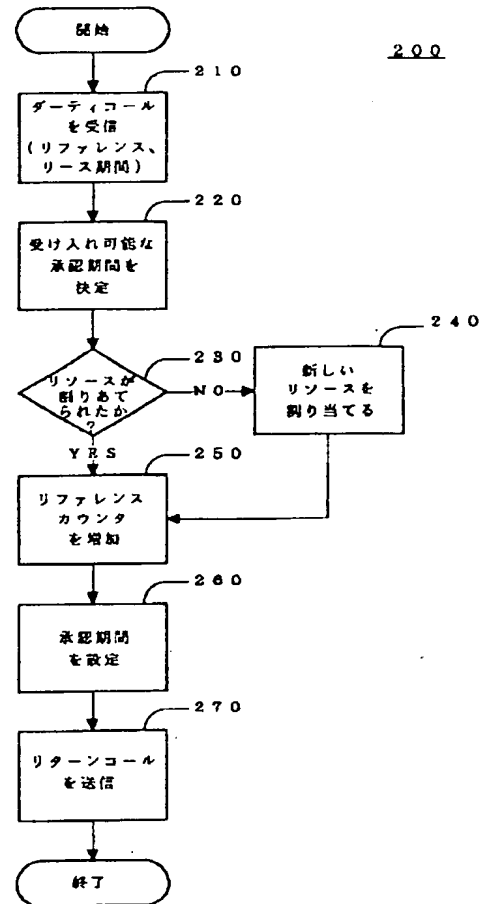 開始
200
210
ダーティコール
を受信
(リファレンス、
リース期間)
220
受け入れ可能な
承認期間を
決定
230
リソースが
割りあて
られたか
?
NO
240
新しい
リソースを
割り当てる
YRS
250
リファレンス
カウンタ
を増加
260
承認期間
を設定
270
リターンコール
を送信
終了